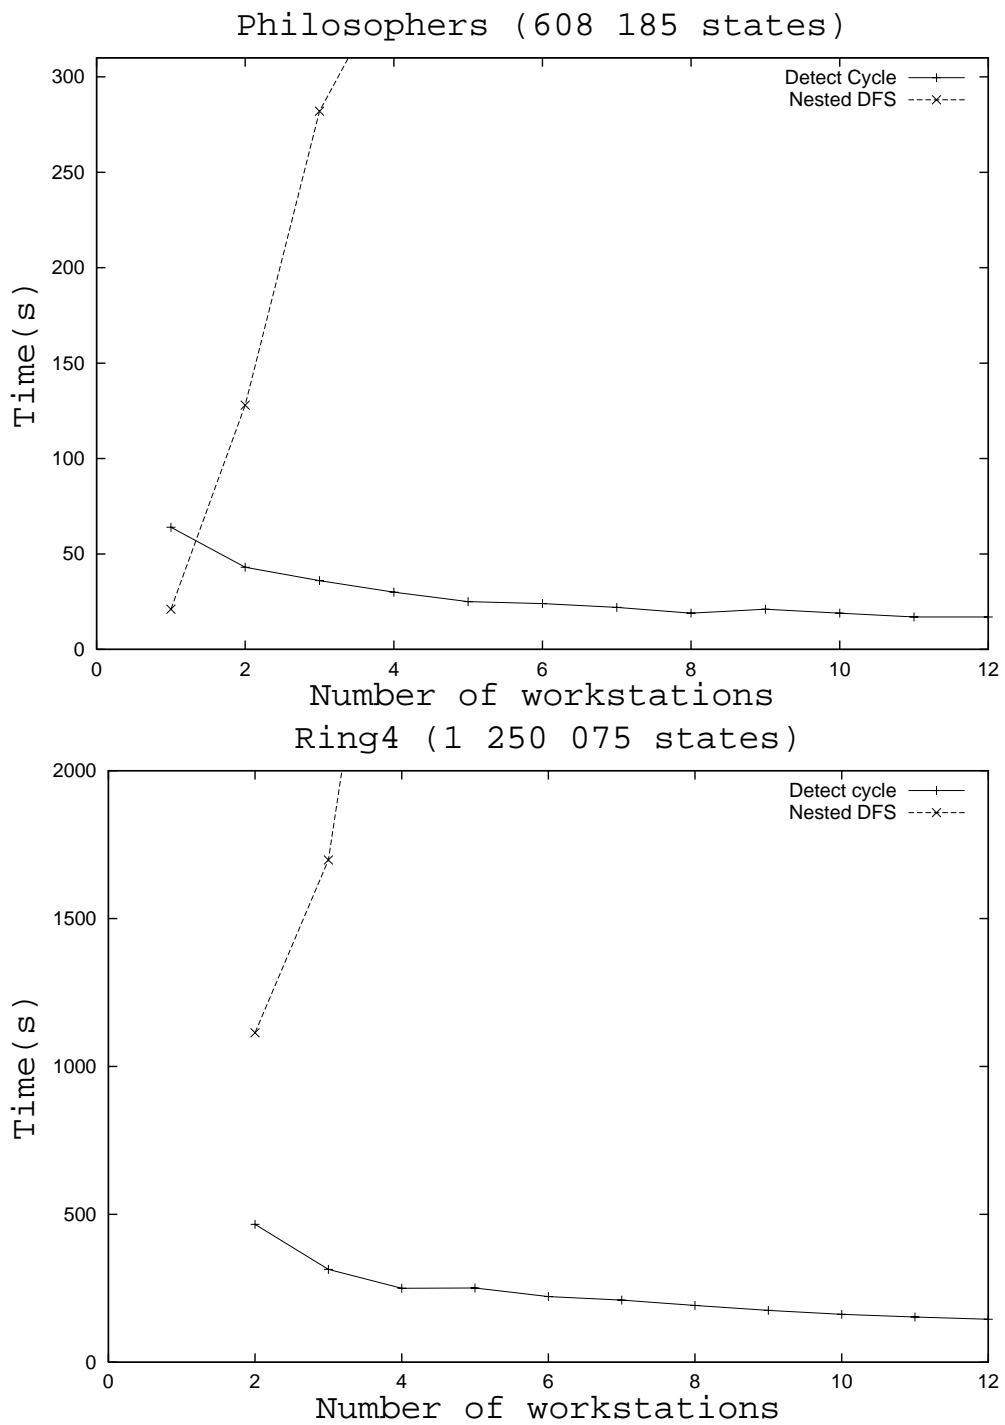 Philosophers (608 185 states)
Detect Cycle
Nested DFS
300
250
200
150
100
50
0
Time(s)
0 2 4 6 8 10 12
Number of workstations
Ring4 (1 250 075 states)
Detect cycle
Nested DFS
2000
1500
1000
500
0
Time(s)
0 2 4 6 8 10 12
Number of workstations